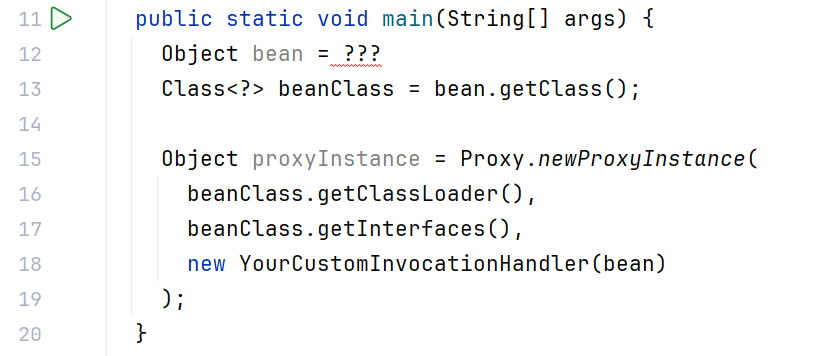 11 public static void main(String[] args) {
12 Object bean = ???
13 Class<?> beanClass = bean.getClass();
14
15 Object proxyInstance = Proxy.newProxyInstance(
16 beanClass.getClassLoader(),
17 beanClass.getInterfaces(),
18 new YourCustomInvocationHandler(bean)
19 );
20 }